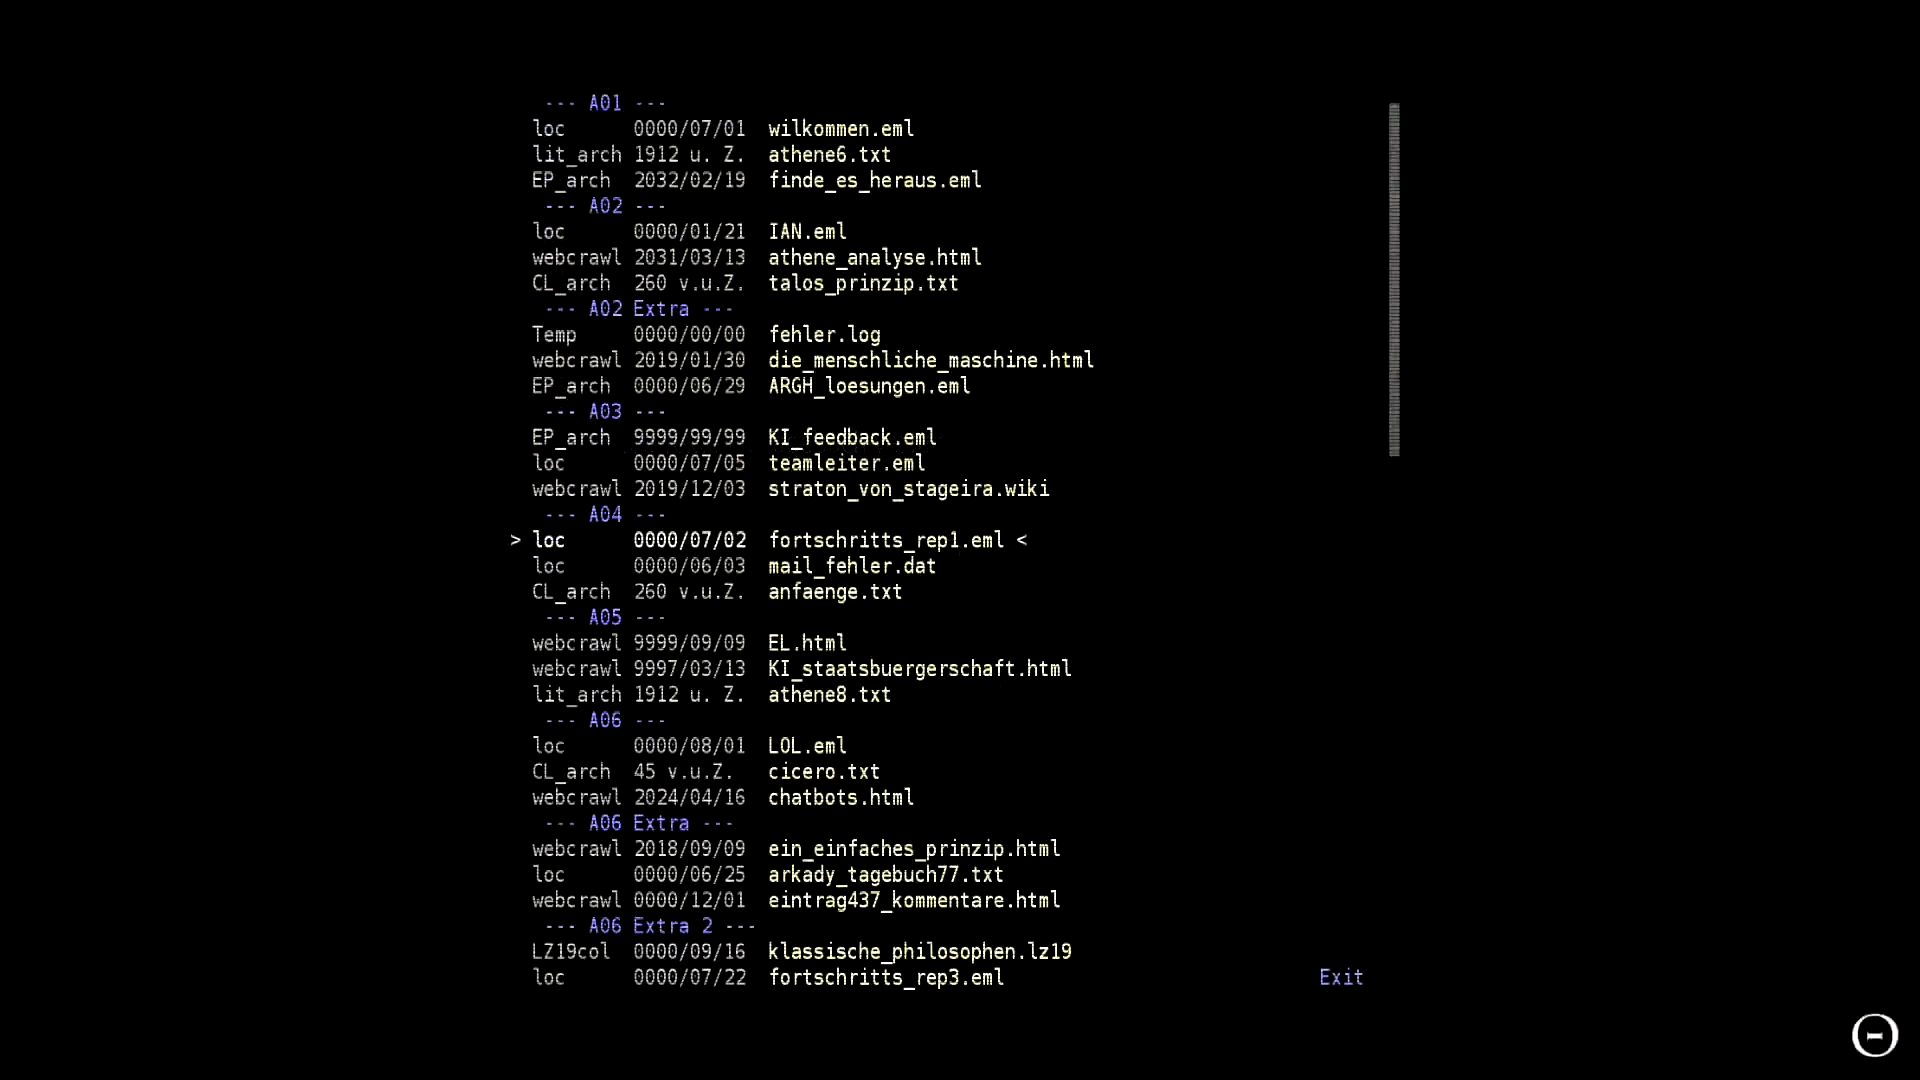 --- A01 ---
loc 0000/07/01 wilkommen.eml
lit_arch 1912 u. Z. athene6.txt
EP_arch 2032/02/19 finde_es_heraus.eml
--- A02 ---
loc 0000/01/21 IAN.eml
webcrawl 2031/03/13 athene_analyse.html
CL_arch 260 v.u.Z. talos_prinzip.txt
--- A02 Extra ---
Temp 0000/00/00 fehler.log
webcrawl 2019/01/30 die_menschliche_maschine.html
EP_arch 0000/06/29 ARGH_loesungen.eml
--- A03 ---
EP_arch 9999/99/99 KI_feedback.eml
loc 0000/07/05 teamleiter.eml
webcrawl 2019/12/03 straton_von_stageira.wiki
--- A04 ---
> loc 0000/07/02 fortschritts_rep1.eml <
loc 0000/06/03 mail_fehler.dat
CL_arch 260 v.u.Z. anfaenge.txt
--- A05 ---
webcrawl 9999/09/09 EL.html
webcrawl 9997/03/13 KI_staatsbuergerschaft.html
lit_arch 1912 u. Z. athene8.txt
--- A06 ---
loc 0000/08/01 LOL.eml
CL_arch 45 v.u.Z. cicero.txt
webcrawl 2024/04/16 chatbots.html
--- A06 Extra ---
webcrawl 2018/09/09 ein_einfaches_prinzip.html
loc 0000/06/25 arkady_tagebuch77.txt
webcrawl 0000/12/01 eintrag437_kommentare.html
--- A06 Extra 2 ---
LZ19col 0000/09/16 klassische_philosophen.lz19
loc 0000/07/22 fortschritts_rep3.eml
Exit